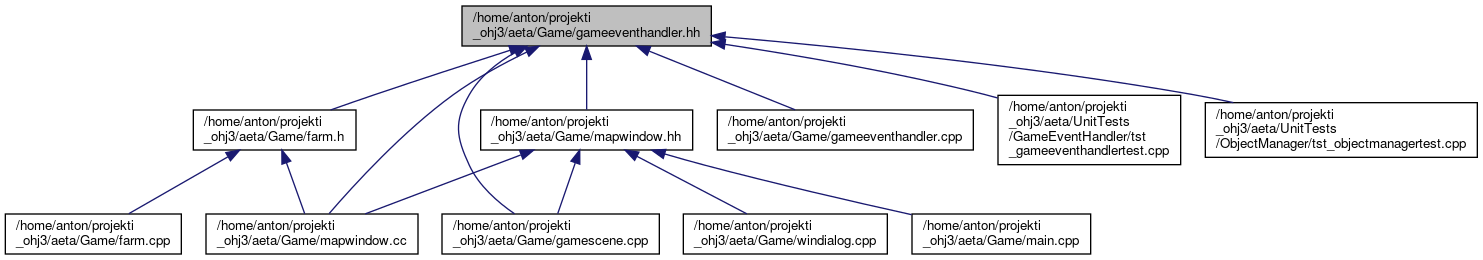 /home/anton/projekti
_ohj3/aeta/Game/gameeventhandler.hh
/home/anton/projekti
_ohj3/aeta/Game/farm.h
/home/anton/projekti
_ohj3/aeta/Game/mapwindow.hh
/home/anton/projekti
_ohj3/aeta/Game/gameeventhandler.cpp
/home/anton/projekti
_ohj3/aeta/UnitTests
/GameEventHandler/tst
_gameeventhandlertest.cpp
/home/anton/projekti
_ohj3/aeta/UnitTests
/ObjectManager/tst_objectmanagertest.cpp
/home/anton/projekti
_ohj3/aeta/Game/farm.cpp
/home/anton/projekti
_ohj3/aeta/Game/mapwindow.cc
/home/anton/projekti
_ohj3/aeta/Game/gamescene.cpp
/home/anton/projekti
_ohj3/aeta/Game/windialog.cpp
/home/anton/projekti
_ohj3/aeta/Game/main.cpp